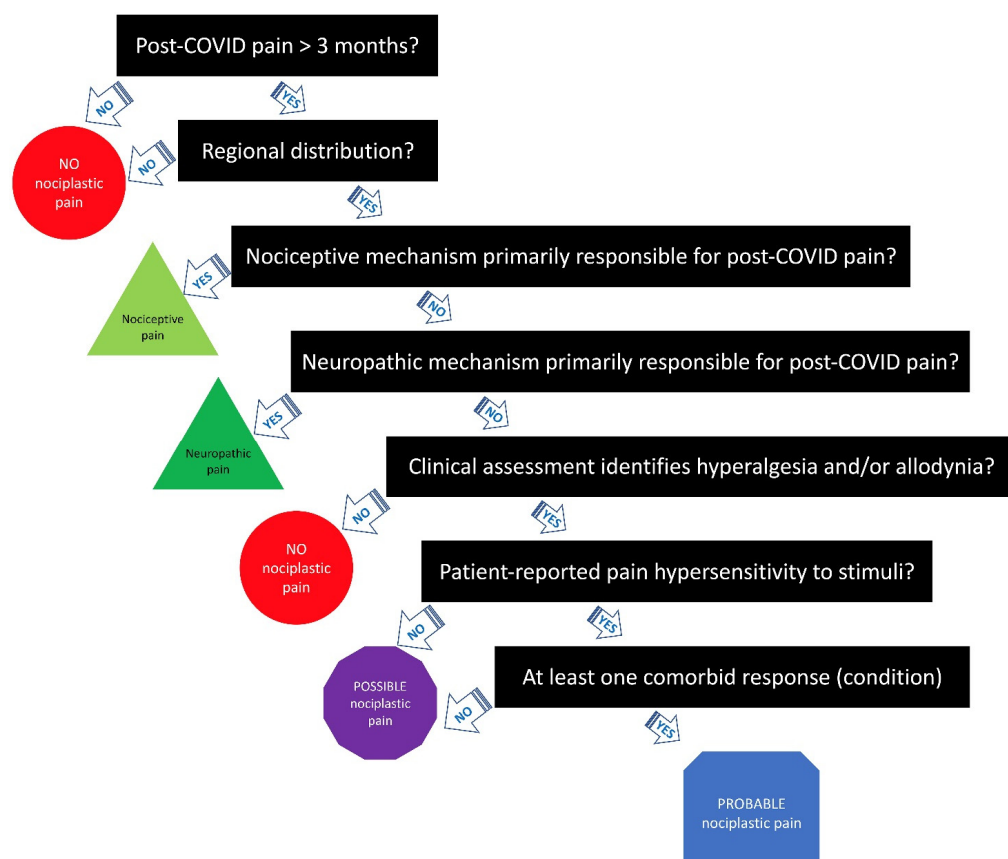 Post-COVID pain > 3 months?
NO
YES
Regional distribution?
NO
NO
nociplastic
pain
YES
Nociceptive mechanism primarily responsible for post-COVID pain?
YES
Nociceptive
pain
NO
Neuropathic mechanism primarily responsible for post-COVID pain?
YES
Neuropathic
pain
NO
Clinical assessment identifies hyperalgesia and/or allodynia?
NO
NO
nociplastic
pain
YES
Patient-reported pain hypersensitivity to stimuli?
NO
YES
At least one comorbid response (condition)
POSSIBLE
nociplastic
pain
NO
YES
PROBABLE
nociplastic pain